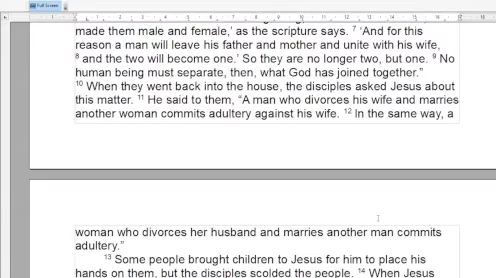 Full Screen
made them male and female,' as the scripture says. 7 'And for this
reason a man will leave his father and mother and unite with his wife,
8 and the two will become one.' So they are no longer two, but one. 9 No
human being must separate, then, what God has joined together.”
10 When they went back into the house, the disciples asked Jesus about
this matter. 11 He said to them, “A man who divorces his wife and marries
another woman commits adultery against his wife. 12 In the same way, a
woman who divorces her husband and marries another man commits
adultery.”
13 Some people brought children to Jesus for him to place his
hands on them, but the disciples scolded the people. 14 When Jesus